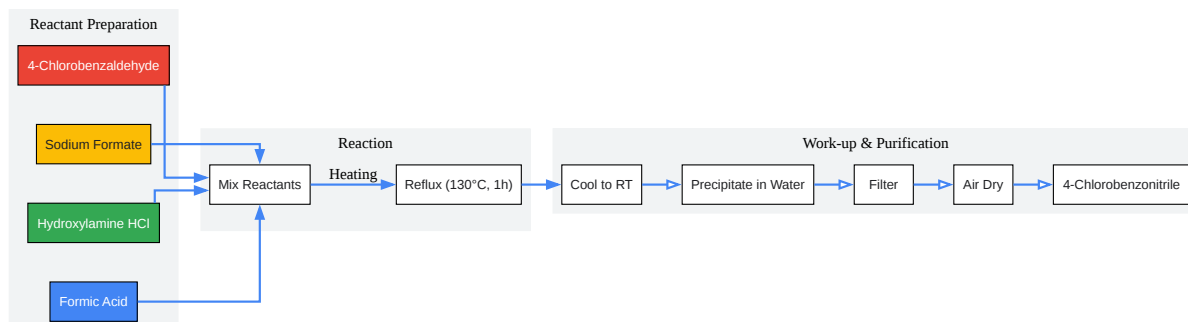 Reactant Preparation
4-Chlorobenzaldehyde
Sodium Formate
Hydroxylamine HCl
Formic Acid
Reaction
Mix Reactants
Heating
Reflux (130°C, 1h)
Work-up & Purification
Cool to RT
Precipitate in Water
Filter
Air Dry
4-Chlorobenzonitrile